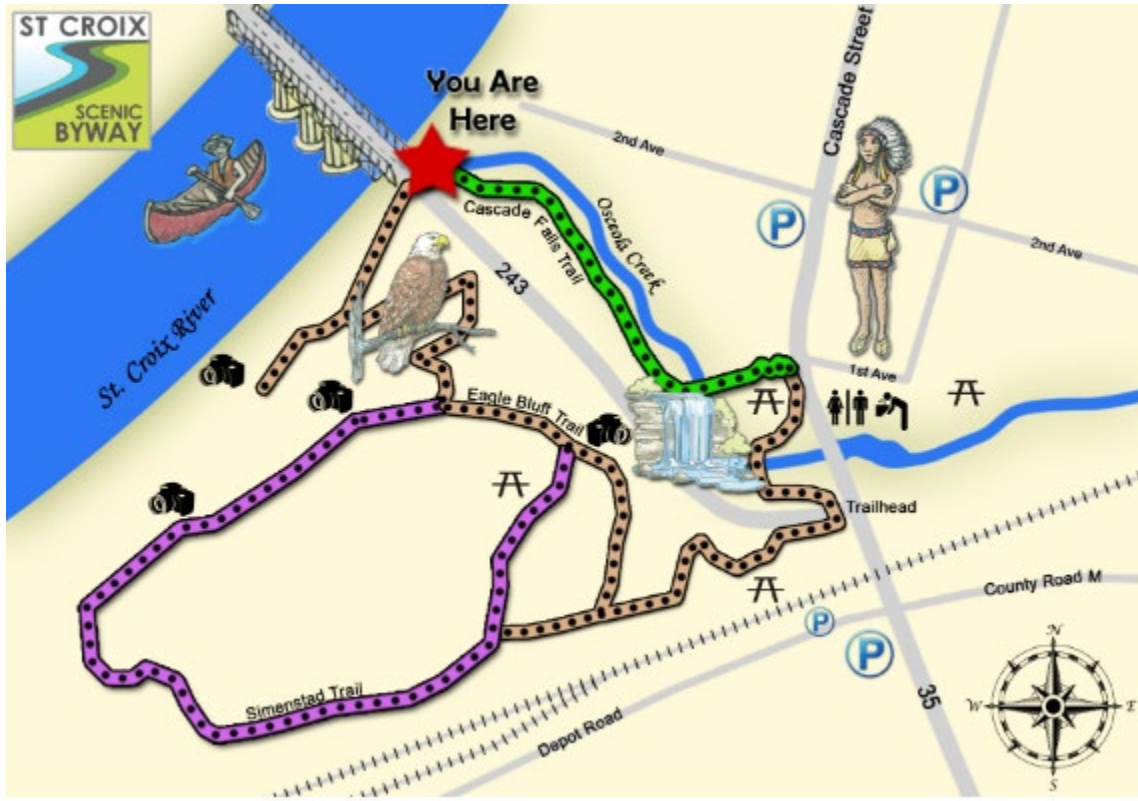 ST CROIX
SCENIC
BYWAY
You Are
Here
Cascade Street
2nd Ave
P
P
2nd Ave
Cascade Falls Trail
Osceola Creek
243
St. Croix River
1st Ave
Eagle Bluff Trail
Trailhead
County Road M
P
P
Simenstad Trail
Depot Road
35
N
W
E
S